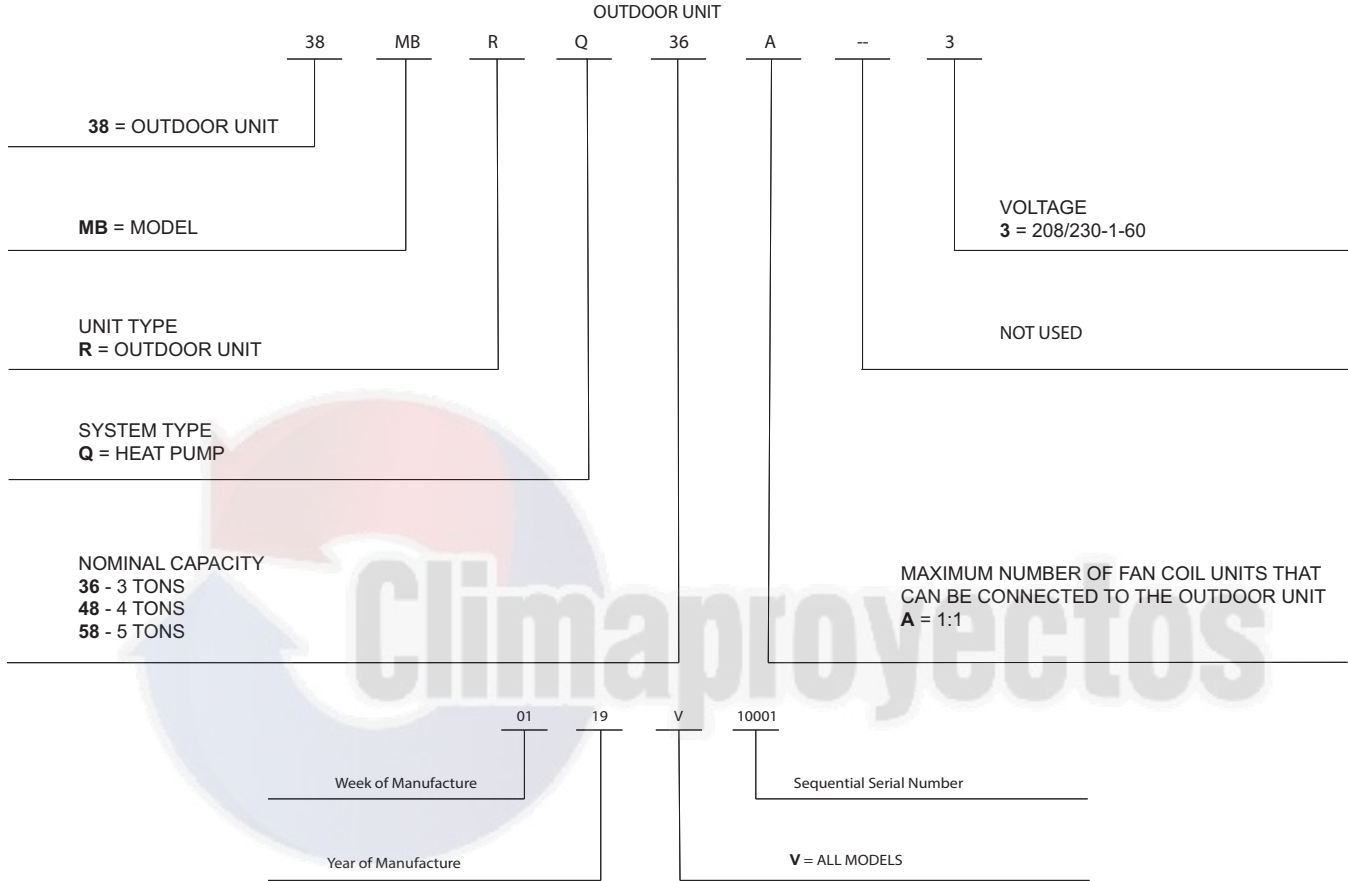 OUTDOOR UNIT
38 MB R Q 36 A -- 3
38 = OUTDOOR UNIT
MB = MODEL
VOLTAGE
3 = 208/230-1-60
UNIT TYPE
R = OUTDOOR UNIT
NOT USED
SYSTEM TYPE
Q = HEAT PUMP
NOMINAL CAPACITY
36 - 3 TONS
48 - 4 TONS
58 - 5 TONS
MAXIMUM NUMBER OF FAN COIL UNITS THAT
CAN BE CONNECTED TO THE OUTDOOR UNIT
A = 1:1
Climaproyectos
01 19 V 10001
Week of Manufacture
Sequential Serial Number
Year of Manufacture
V = ALL MODELS